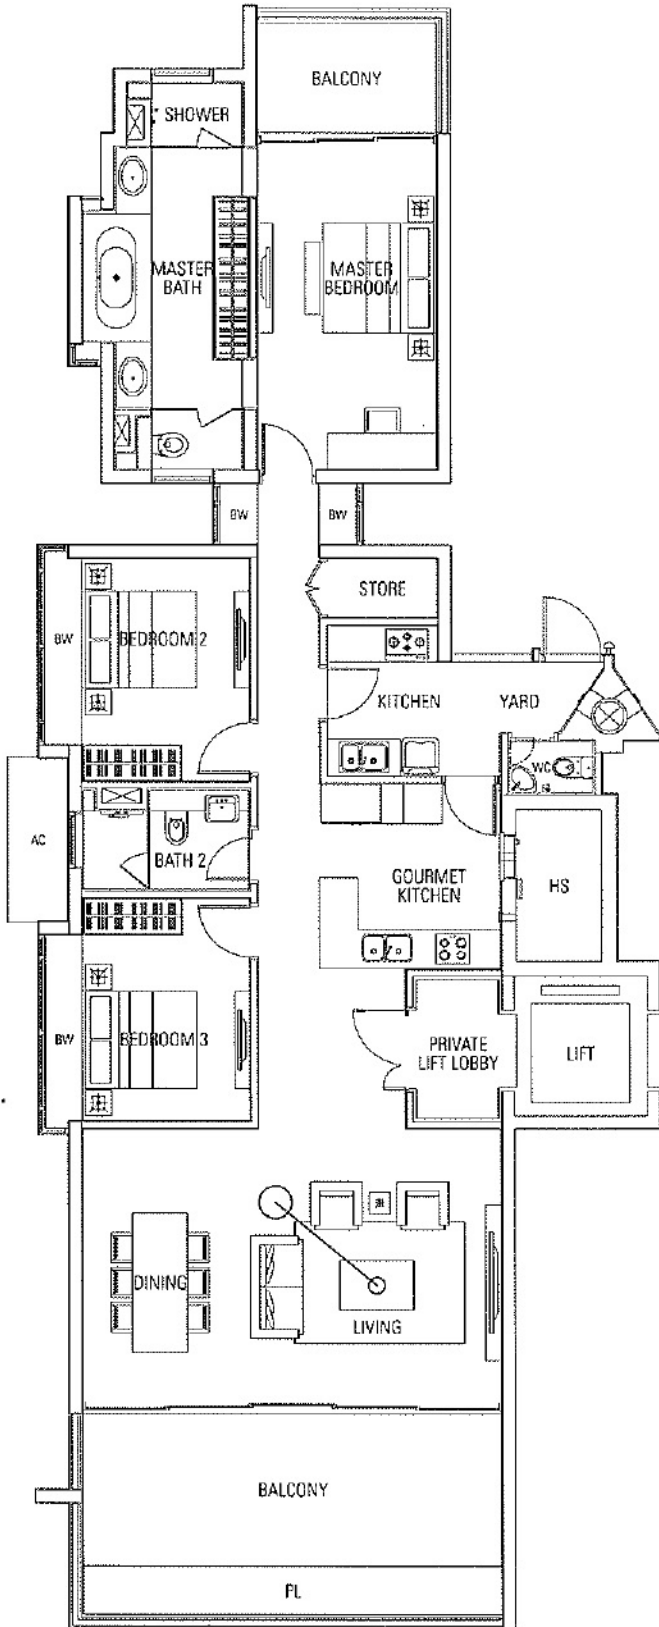 BALCONY
SHOWER
MASTER
BATH
MASTER
BEDROOM
BW
BW
STORE
BW
BEDROOM 2
KITCHEN
YARD
WC
AC
BATH 2
GOURMET
KITCHEN
HS
BW
BEDROOM 3
PRIVATE
LIFT LOBBY
LIFT
DINING
LIVING
BALCONY
PL